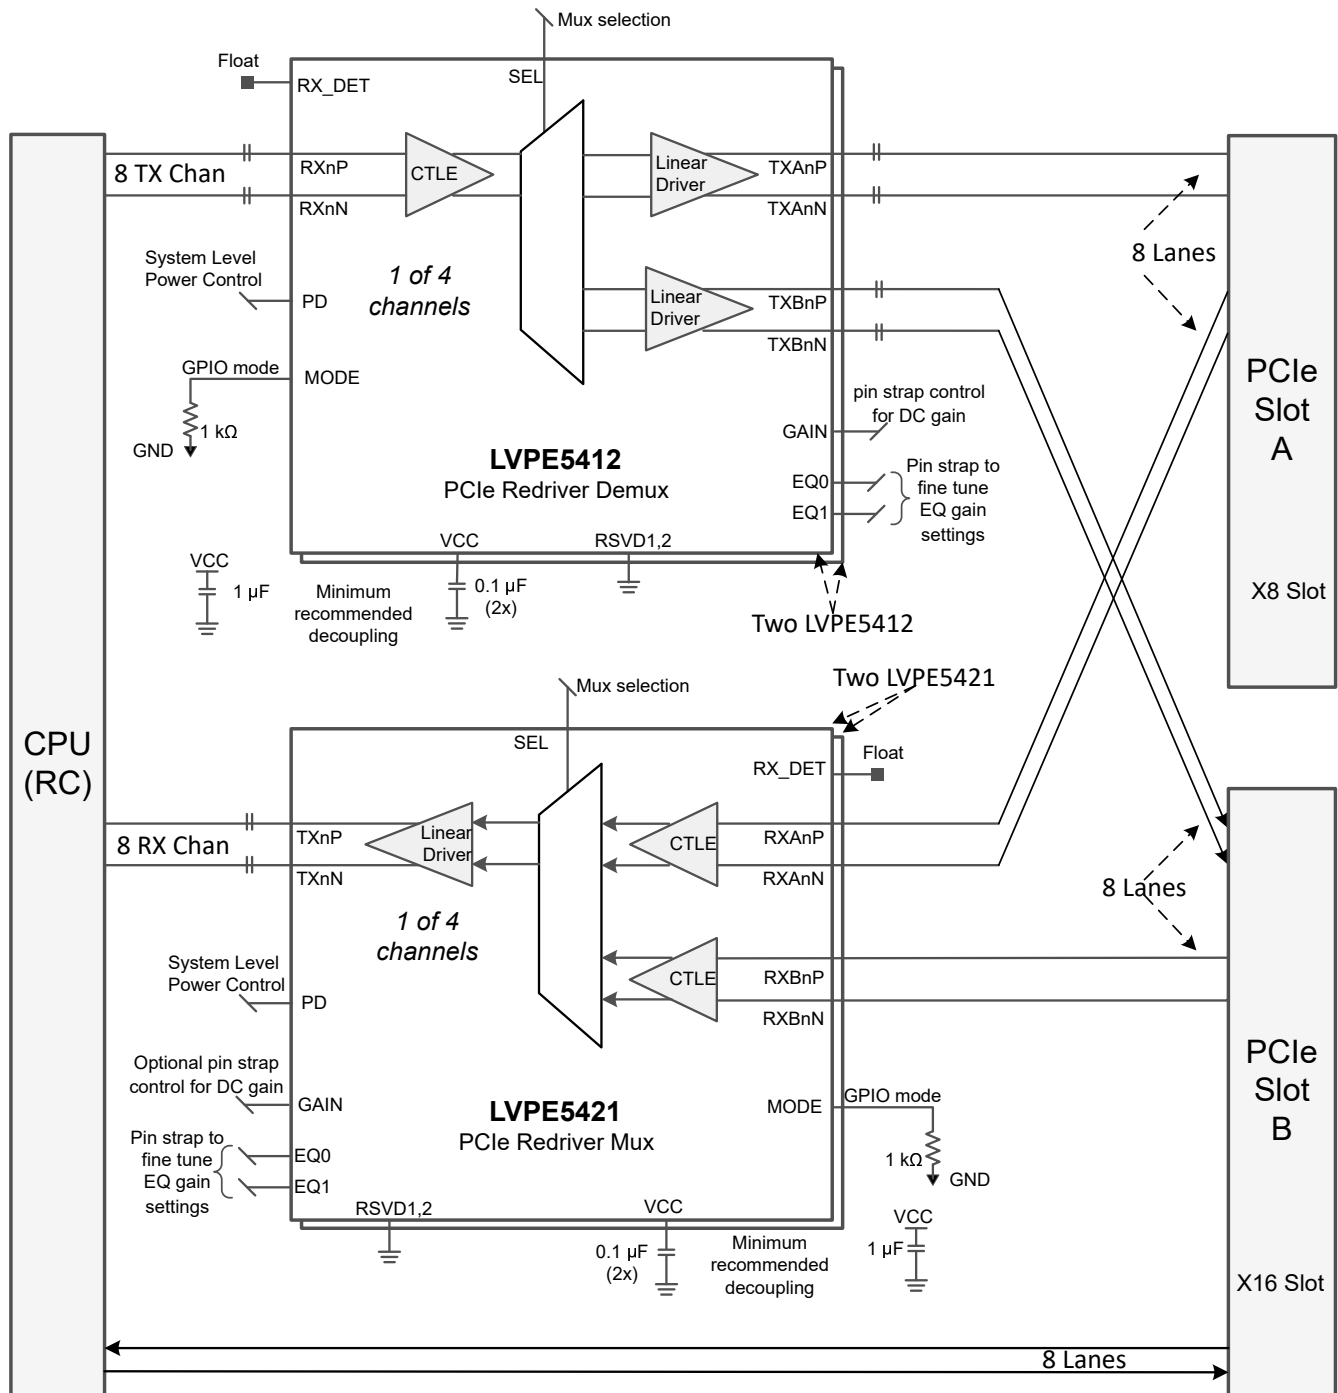 Mux selection
Float
RX_DET
SEL
8 TX Chan
RXnP
RXnN
CTLE
Linear
Driver
TXAnP
TXAnN
System Level
Power Control
PD
1 of 4
channels
Linear
Driver
TXBnP
TXBnN
8 Lanes
GPIO mode
MODE
1 kΩ
GND
pin strap control
for DC gain
GAIN
LVPE5412
PCIe Redriver Demux
EQ0
EQ1
Pin strap to
fine tune
EQ gain
settings
PCIe
Slot
A
X8 Slot
VCC
RSVD1,2
VCC
1 µF
Minimum
recommended
decoupling
0.1 µF
(2x)
Two LVPE5412
Two LVPE5421
Mux selection
SEL
Float
RX_DET
CPU
(RC)
8 RX Chan
TXnP
TXnN
Linear
Driver
CTLE
RXAnP
RXAnN
8 Lanes
1 of 4
channels
CTLE
RXBnP
RXBnN
System Level
Power Control
PD
Optional pin strap
control for DC gain
GAIN
LVPE5421
PCIe Redriver Mux
MODE
GPIO mode
1 kΩ
GND
Pin strap to
fine tune
EQ gain
settings
EQ0
EQ1
PCIe
Slot
B
RSVD1,2
VCC
0.1 µF
(2x)
Minimum
recommended
decoupling
VCC
1 µF
X16 Slot
8 Lanes